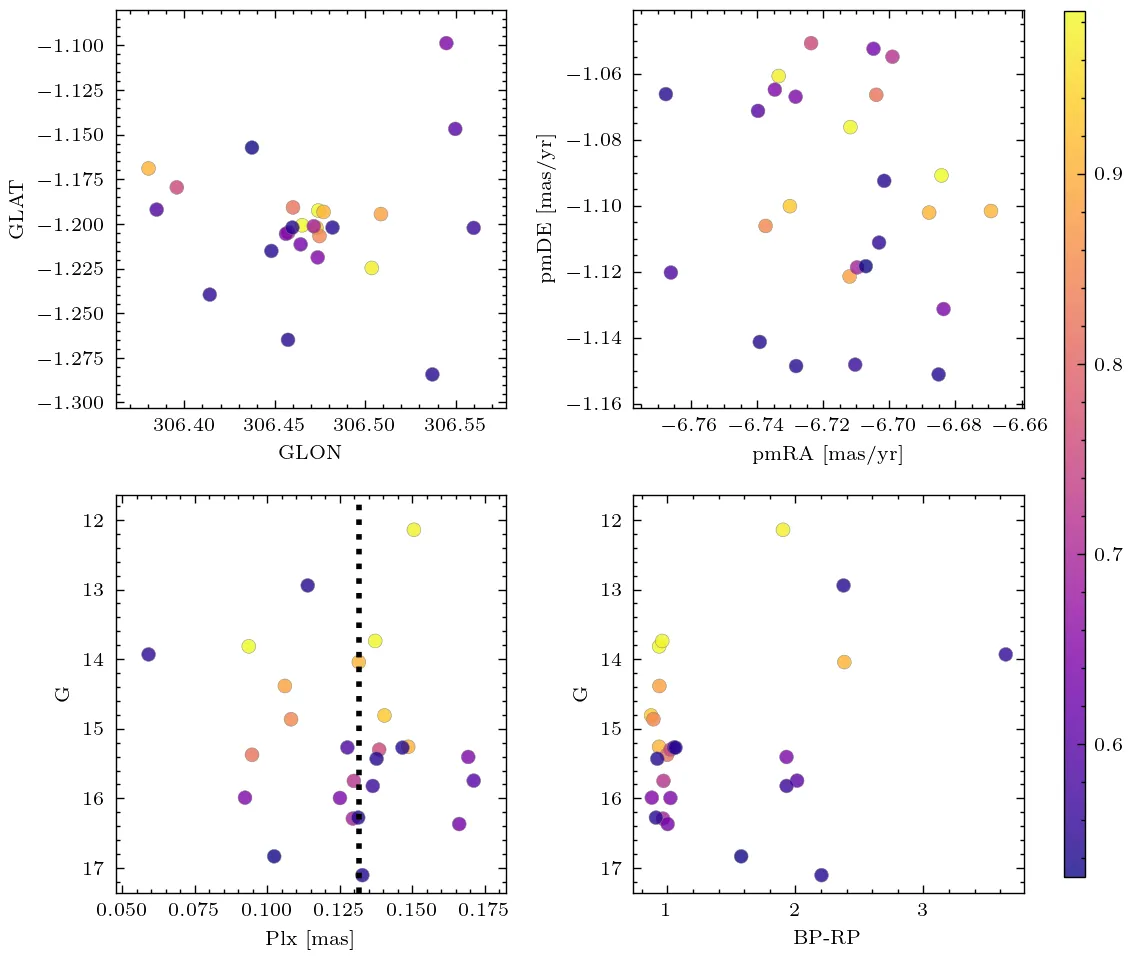 −1.100
−1.125
−1.150
−1.175
−1.200
−1.225
−1.250
−1.275
−1.300
GLAT
306.40 306.45 306.50 306.55
GLON
−1.06
−1.08
−1.10
−1.12
−1.14
−1.16
pmDE [mas/yr]
−6.76 −6.74 −6.72 −6.70 −6.68 −6.66
pmRA [mas/yr]
12
13
14
15
16
17
G
0.050 0.075 0.100 0.125 0.150 0.175
Plx [mas]
12
13
14
15
16
17
G
1 2 3
BP-RP
0.9
0.8
0.7
0.6